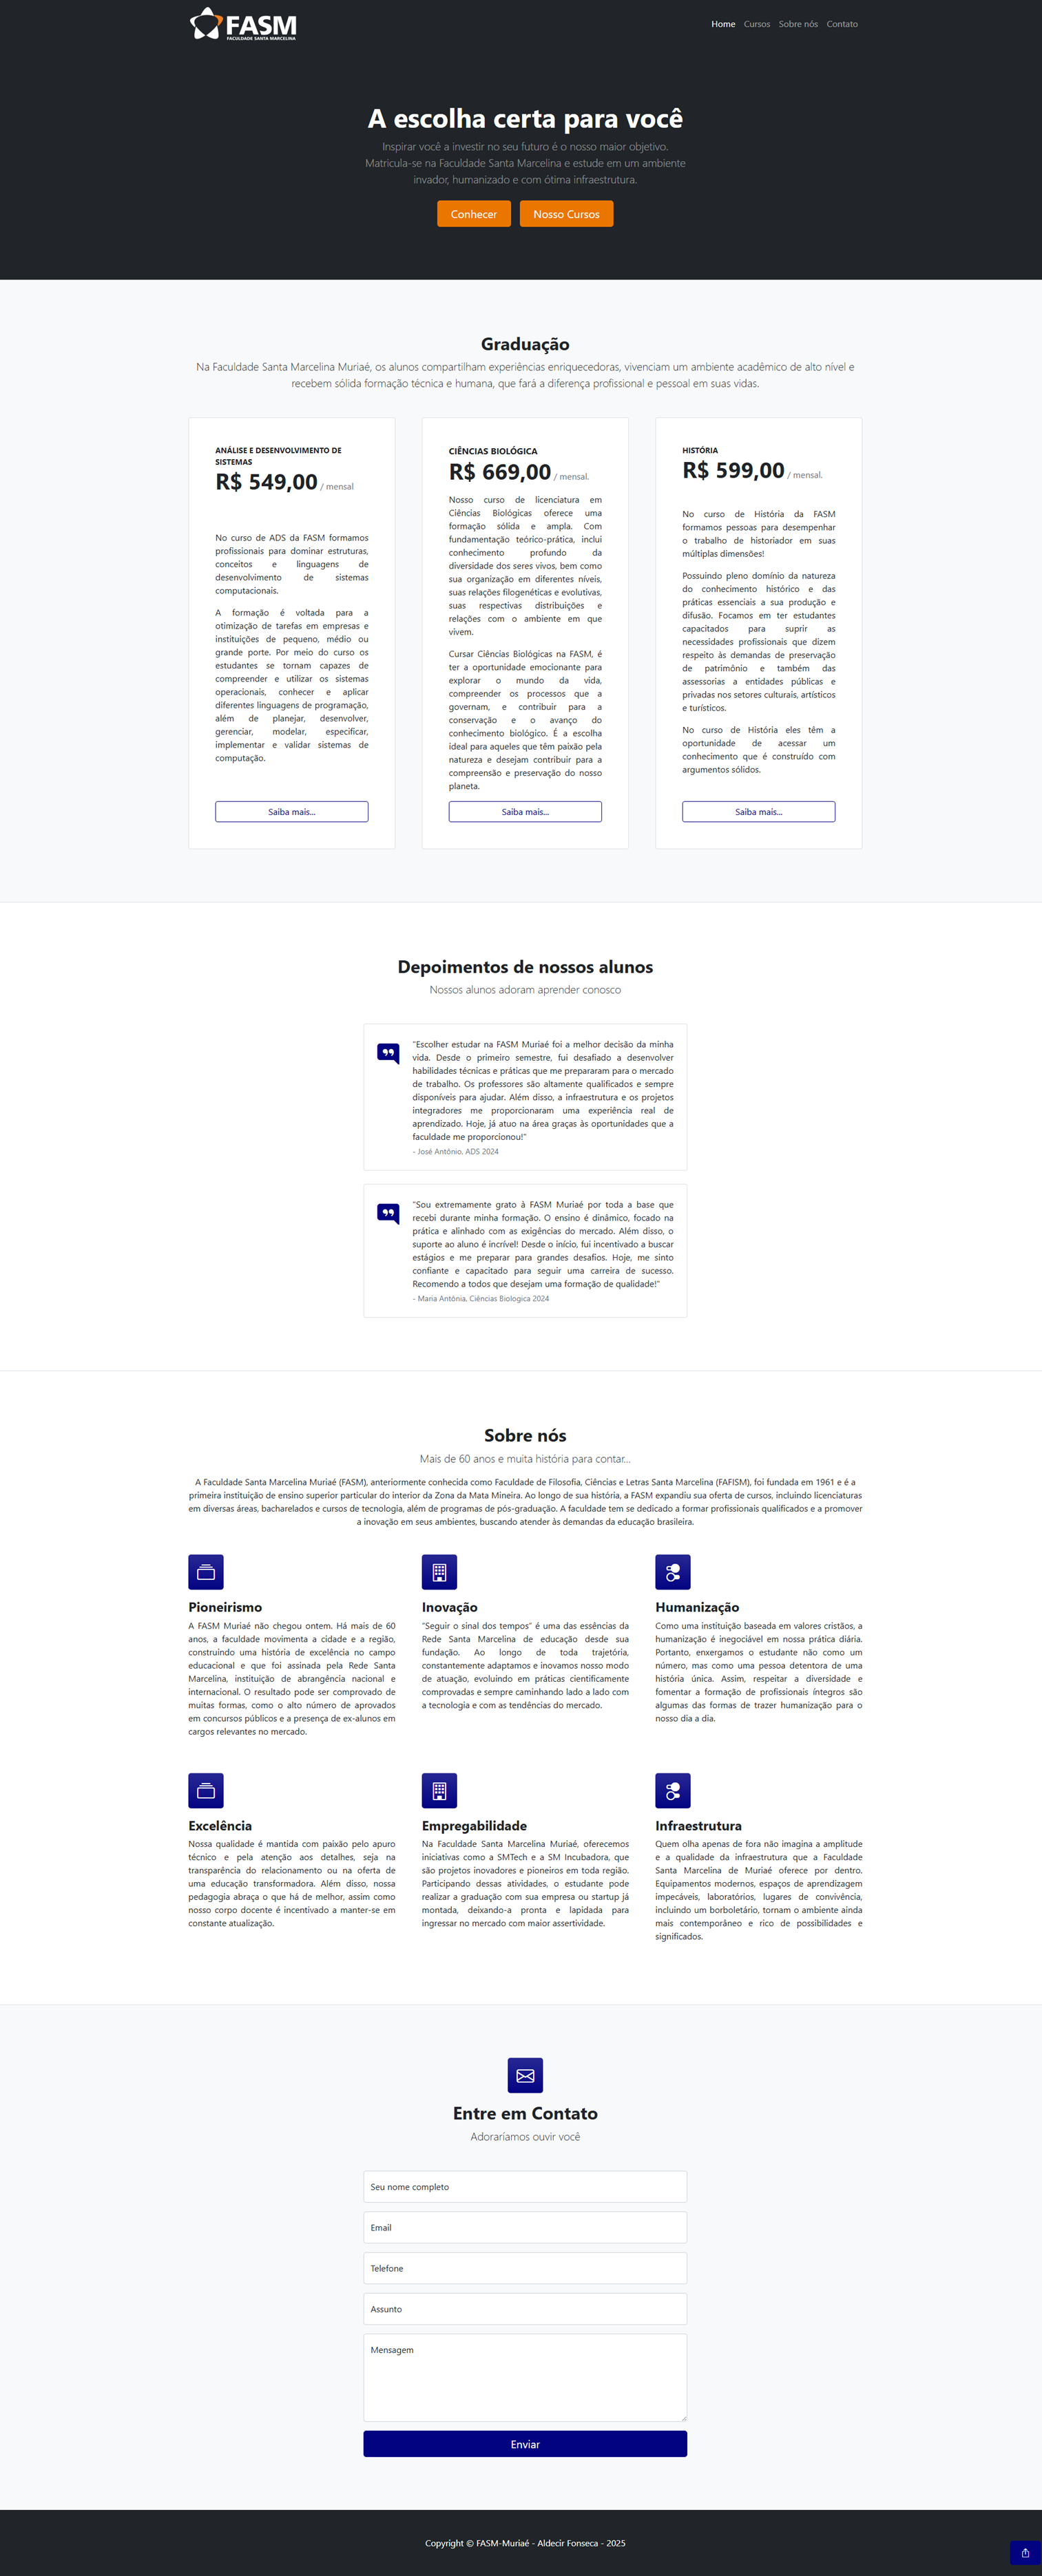 FASM
FACULDADE SANTA MARCELINA
Home Cursos Sobre nós Contato
A escolha certa para você
Inspirar você a investir no seu futuro é o nosso maior objetivo.
Matricula-se na Faculdade Santa Marcelina e estude em um ambiente
invador, humanizado e com ótima infraestrutura.
Conhecer Nosso Cursos
Graduação
Na Faculdade Santa Marcelina Muriaé, os alunos compartilham experiências enriquecedoras, vivenciam um ambiente acadêmico de alto nível e
recebem sólida formação técnica e humana, que fará a diferença profissional e pessoal em suas vidas.
ANÁLISE E DESENVOLVIMENTO DE
SISTEMAS
R$ 549,00 / mensal
No curso de ADS da FASM formamos
profissionais para dominar estruturas,
conceitos e linguagens de
desenvolvimento de sistemas
computacionais.
A formação é voltada para a
otimização de tarefas em empresas e
instituições de pequeno, médio ou
grande porte. Por meio do curso os
estudantes se tornam capazes de
compreender e utilizar os sistemas
operacionais, conhecer e aplicar
diferentes linguagens de programação,
além de planejar, desenvolver,
gerenciar, modelar, especificar,
implementar e validar sistemas de
computação.
Saiba mais...
CIÊNCIAS BIOLÓGICA
R$ 669,00 / mensal.
Nosso curso de licenciatura em
Ciências Biológicas oferece uma
formação sólida e ampla. Com
fundamentação teórico-prática, inclui
conhecimento profundo da
diversidade dos seres vivos, bem como
sua organização em diferentes níveis,
suas relações filogenéticas e evolutivas,
suas respectivas distribuições e
relações com o ambiente em que
vivem.
Cursar Ciências Biológicas na FASM, é
ter a oportunidade emocionante para
explorar o mundo da vida,
compreender os processos que a
governam, e contribuir para a
conservação e o avanço do
conhecimento biológico. É a escolha
ideal para aqueles que têm paixão pela
natureza e desejam contribuir para a
compreensão e preservação do nosso
planeta.
Saiba mais...
HISTÓRIA
R$ 599,00 / mensal.
No curso de História da FASM
formamos pessoas para desempenhar
o trabalho de historiador em suas
múltiplas dimensões!
Possuindo pleno domínio da natureza
do conhecimento histórico e das
práticas essenciais a sua produção e
difusão. Focamos em ter estudantes
capacitados para suprir as
necessidades profissionais que dizem
respeito às demandas de preservação
de patrimônio e também das
assessorias a entidades públicas e
privadas nos setores culturais, artísticos
e turísticos.
No curso de História eles têm a
oportunidade de acessar um
conhecimento que é construído com
argumentos sólidos.
Saiba mais...
Depoimentos de nossos alunos
Nossos alunos adoram aprender conosco
"Escolher estudar na FASM Muriaé foi a melhor decisão da minha
vida. Desde o primeiro semestre, fui desafiado a desenvolver
habilidades técnicas e práticas que me prepararam para o mercado
de trabalho. Os professores são altamente qualificados e sempre
disponíveis para ajudar. Além disso, a infraestrutura e os projetos
integradores me proporcionaram uma experiência real de
aprendizado. Hoje, já atuo na área graças às oportunidades que a
faculdade me proporcionou!"
- José Antônio, ADS 2024
"Sou extremamente grato à FASM Muriaé por toda a base que
recebi durante minha formação. O ensino é dinâmico, focado na
prática e alinhado com as exigências do mercado. Além disso, o
suporte ao aluno é incrível! Desde o início, fui incentivado a buscar
estágios e me preparar para grandes desafios. Hoje, me sinto
confiante e capacitado para seguir uma carreira de sucesso.
Recomendo a todos que desejam uma formação de qualidade!"
- Maria Antônia, Ciências Biologica 2024
Sobre nós
Mais de 60 anos e muita história para contar...
A Faculdade Santa Marcelina Muriaé (FASM), anteriormente conhecida como Faculdade de Filosofia, Ciências e Letras Santa Marcelina (FAFISM), foi fundada em 1961 e é a
primeira instituição de ensino superior particular do interior da Zona da Mata Mineira. Ao longo de sua história, a FASM expandiu sua oferta de cursos, incluindo licenciaturas
em diversas áreas, bacharelados e cursos de tecnologia, além de programas de pós-graduação. A faculdade tem se dedicado a formar profissionais qualificados e a promover
a inovação em seus ambientes, buscando atender às demandas da educação brasileira.
Pioneirismo
A FASM Muriaé não chegou ontem. Há mais de 60
anos, a faculdade movimenta a cidade e a região,
construindo uma história de excelência no campo
educacional e que foi assinada pela Rede Santa
Marcelina, instituição de abrangência nacional e
internacional. O resultado pode ser comprovado de
muitas formas, como o alto número de aprovados
em concursos públicos e a presença de ex-alunos em
cargos relevantes no mercado.
Inovação
"Seguir o sinal dos tempos" é uma das essências da
Rede Santa Marcelina de educação desde sua
fundação. Ao longo de toda trajetória,
constantemente adaptamos e inovamos nosso modo
de atuação, evoluindo em práticas cientificamente
comprovadas e sempre caminhando lado a lado com
a tecnologia e com as tendências do mercado.
Humanização
Como uma instituição baseada em valores cristãos, a
humanização é inegociável em nossa prática diária.
Portanto, enxergamos o estudante não como um
número, mas como uma pessoa detentora de uma
história única. Assim, respeitar a diversidade e
fomentar a formação de profissionais íntegros são
algumas das formas de trazer humanização para o
nosso dia a dia.
Excelência
Nossa qualidade é mantida com paixão pelo apuro
técnico e pela atenção aos detalhes, seja na
transparência do relacionamento ou na oferta de
uma educação transformadora. Além disso, nossa
pedagogia abraça o que há de melhor, assim como
nosso corpo docente é incentivado a manter-se em
constante atualização.
Empregabilidade
Na Faculdade Santa Marcelina Muriaé, oferecemos
iniciativas como a SMTech e a SM Incubadora, que
são projetos inovadores e pioneiros em toda região.
Participando dessas atividades, o estudante pode
realizar a graduação com sua empresa ou startup já
montada, deixando-a pronta e lapidada para
ingressar no mercado com maior assertividade.
Infraestrutura
Quem olha apenas de fora não imagina a amplitude
e a qualidade da infraestrutura que a Faculdade
Santa Marcelina de Muriaé oferece por dentro.
Equipamentos modernos, espaços de aprendizagem
impecáveis, laboratórios, lugares de convivência,
incluindo um borboletário, tornam o ambiente ainda
mais contemporâneo e rico de possibilidades e
significados.
Entre em Contato
Adoraríamos ouvir você
Seu nome completo
Email
Telefone
Assunto
Mensagem
Enviar
Copyright © FASM-Muriaé - Aldecir Fonseca - 2025